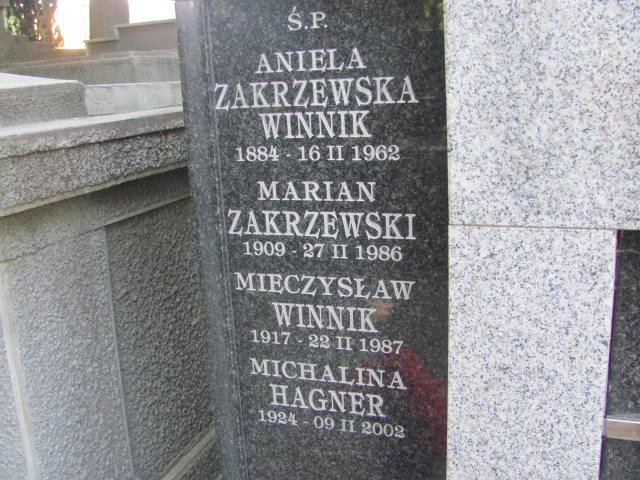 Ś.P.
ANIELA
ZAKRZEWSKA
WINNIK
1884 - 16 II 1962
MARIAN
ZAKRZEWSKI
1909 - 27 II 1986
MIECZYSŁAW
WINNIK
1917 - 22 II 1987
MICHALINA
HAGNER
1924 - 09 II 2002